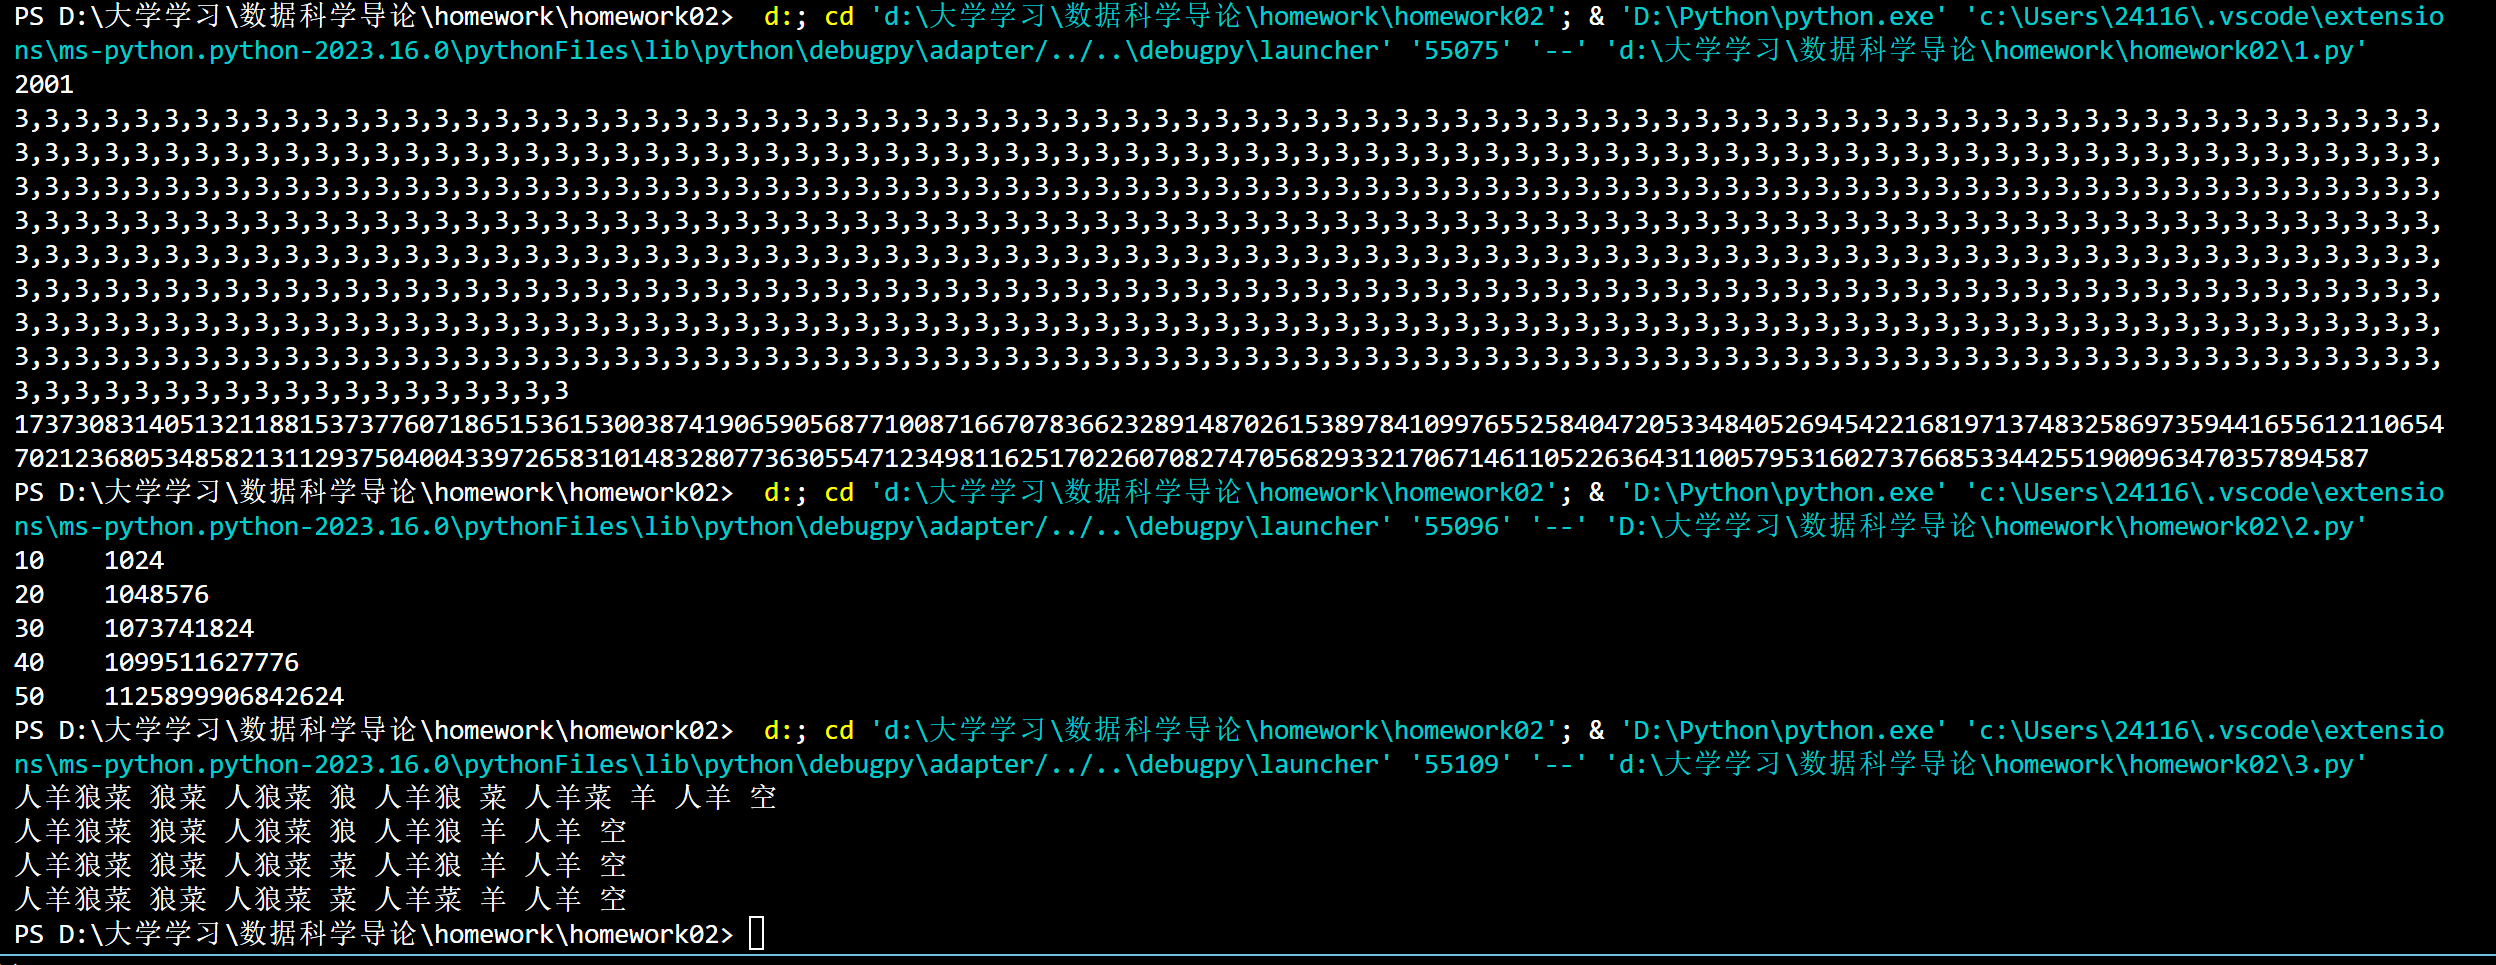 PS D:\大学学习\数据科学导论\homework\homework02>  d:; cd 'd:\大学学习\数据科学导论\homework\homework02'; & 'D:\Python\python.exe' 'c:\Users\24116\.vscode\extensio
ns\ms-python.python-2023.16.0\pythonFiles\lib\python\debugpy\adapter/../..\debugpy\launcher' '55075' '--' 'd:\大学学习\数据科学导论\homework\homework02\1.py'
2001
3,3,3,3,3,3,3,3,3,3,3,3,3,3,3,3,3,3,3,3,3,3,3,3,3,3,3,3,3,3,3,3,3,3,3,3,3,3,3,3,3,3,3,3,3,3,3,3,3,3,3,3,3,3,3,3,3,3,3,3,3,3,3,3,3,3,3,3,3,3,3,3,3,3,3,3,3,3,3,3,3,
3,3,3,3,3,3,3,3,3,3,3,3,3,3,3,3,3,3,3,3,3,3,3,3,3,3,3,3,3,3,3,3,3,3,3,3,3,3,3,3,3,3,3,3,3,3,3,3,3,3,3,3,3,3,3,3,3,3,3,3,3,3,3,3,3,3,3,3,3,3,3,3,3,3,3,3,3,3,3,3,3,
3,3,3,3,3,3,3,3,3,3,3,3,3,3,3,3,3,3,3,3,3,3,3,3,3,3,3,3,3,3,3,3,3,3,3,3,3,3,3,3,3,3,3,3,3,3,3,3,3,3,3,3,3,3,3,3,3,3,3,3,3,3,3,3,3,3,3,3,3,3,3,3,3,3,3,3,3,3,3,3,3,
3,3,3,3,3,3,3,3,3,3,3,3,3,3,3,3,3,3,3,3,3,3,3,3,3,3,3,3,3,3,3,3,3,3,3,3,3,3,3,3,3,3,3,3,3,3,3,3,3,3,3,3,3,3,3,3,3,3,3,3,3,3,3,3,3,3,3,3,3,3,3,3,3,3,3,3,3,3,3,3,3,
3,3,3,3,3,3,3,3,3,3,3,3,3,3,3,3,3,3,3,3,3,3,3,3,3,3,3,3,3,3,3,3,3,3,3,3,3,3,3,3,3,3,3,3,3,3,3,3,3,3,3,3,3,3,3,3,3,3,3,3,3,3,3,3,3,3,3,3,3,3,3,3,3,3,3,3,3,3,3,3,3,
3,3,3,3,3,3,3,3,3,3,3,3,3,3,3,3,3,3,3,3,3,3,3,3,3,3,3,3,3,3,3,3,3,3,3,3,3,3,3,3,3,3,3,3,3,3,3,3,3,3,3,3,3,3,3,3,3,3,3,3,3,3,3,3,3,3,3,3,3,3,3,3,3,3,3,3,3,3,3,3,3,
3,3,3,3,3,3,3,3,3,3,3,3,3,3,3,3,3,3,3,3,3,3,3,3,3,3,3,3,3,3,3,3,3,3,3,3,3,3,3,3,3,3,3,3,3,3,3,3,3,3,3,3,3,3,3,3,3,3,3,3,3,3,3,3,3,3,3,3,3,3,3,3,3,3,3,3,3,3,3,3,3,
3,3,3,3,3,3,3,3,3,3,3,3,3,3,3,3,3,3,3,3,3,3,3,3,3,3,3,3,3,3,3,3,3,3,3,3,3,3,3,3,3,3,3,3,3,3,3,3,3,3,3,3,3,3,3,3,3,3,3,3,3,3,3,3,3,3,3,3,3,3,3,3,3,3,3,3,3,3,3,3,3,
3,3,3,3,3,3,3,3,3,3,3,3,3,3,3,3,3,3,3
173730831405132118815373776071865153615300387419065905687710087166707836623289148702615389784109976552584047205334840526945422168197137483258697359441655612110654
7021236805348582131129375040043397265831014832807736305547123498116251702260708274705682933217067146110522636431100579531602737668533442551900963470357894587
PS D:\大学学习\数据科学导论\homework\homework02>  d:; cd 'd:\大学学习\数据科学导论\homework\homework02'; & 'D:\Python\python.exe' 'c:\Users\24116\.vscode\extensio
ns\ms-python.python-2023.16.0\pythonFiles\lib\python\debugpy\adapter/../..\debugpy\launcher' '55096' '--' 'D:\大学学习\数据科学导论\homework\homework02\2.py'
10    1024
20    1048576
30    1073741824
40    1099511627776
50    1125899906842624
PS D:\大学学习\数据科学导论\homework\homework02>  d:; cd 'd:\大学学习\数据科学导论\homework\homework02'; & 'D:\Python\python.exe' 'c:\Users\24116\.vscode\extensio
ns\ms-python.python-2023.16.0\pythonFiles\lib\python\debugpy\adapter/../..\debugpy\launcher' '55109' '--' 'd:\大学学习\数据科学导论\homework\homework02\3.py'
人羊狼菜 狼菜 人狼菜 狼 人羊狼 菜 人羊菜 羊 人羊 空
人羊狼菜 狼菜 人狼菜 狼 人羊狼 羊 人羊 空
人羊狼菜 狼菜 人狼菜 菜 人羊狼 羊 人羊 空
人羊狼菜 狼菜 人狼菜 菜 人羊菜 羊 人羊 空
PS D:\大学学习\数据科学导论\homework\homework02>